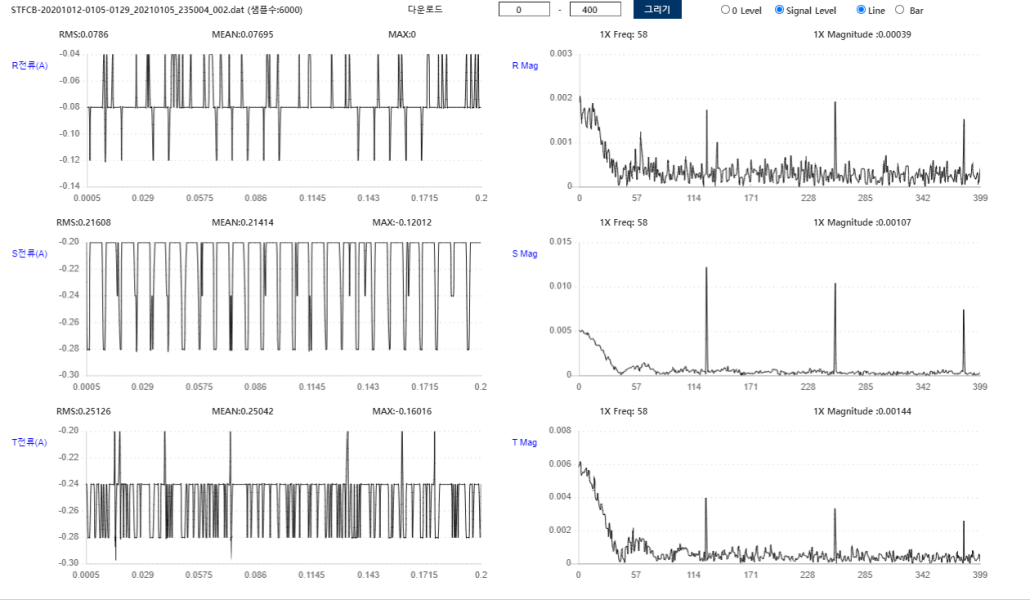 STFCB-20201012-0105-0129_20210105_235004_002.dat (샘플수:6000) 다운로드 0 - 400 그리기 0 Level Signal Level Line Bar
RMS:0.0786 MEAN:0.07695 MAX:0 1X Freq: 58 1X Magnitude :0.00039
R전류(A) R Mag
-0.04
-0.06
-0.08
-0.10
-0.12
-0.14
0.0005 0.029 0.0575 0.086 0.1145 0.143 0.1715 0.2
0.003
0.002
0.001
0
0 57 114 171 228 285 342 399
RMS:0.21608 MEAN:0.21414 MAX:-0.12012 1X Freq: 58 1X Magnitude :0.00107
S전류(A) S Mag
-0.20
-0.22
-0.24
-0.26
-0.28
-0.30
0.0005 0.029 0.0575 0.086 0.1145 0.143 0.1715 0.2
0.015
0.010
0.005
0
0 57 114 171 228 285 342 399
RMS:0.25126 MEAN:0.25042 MAX:-0.16016 1X Freq: 58 1X Magnitude :0.00144
T전류(A) T Mag
-0.20
-0.22
-0.24
-0.26
-0.28
-0.30
0.0005 0.029 0.0575 0.086 0.1145 0.143 0.1715 0.2
0.008
0.006
0.004
0.002
0
0 57 114 171 228 285 342 399